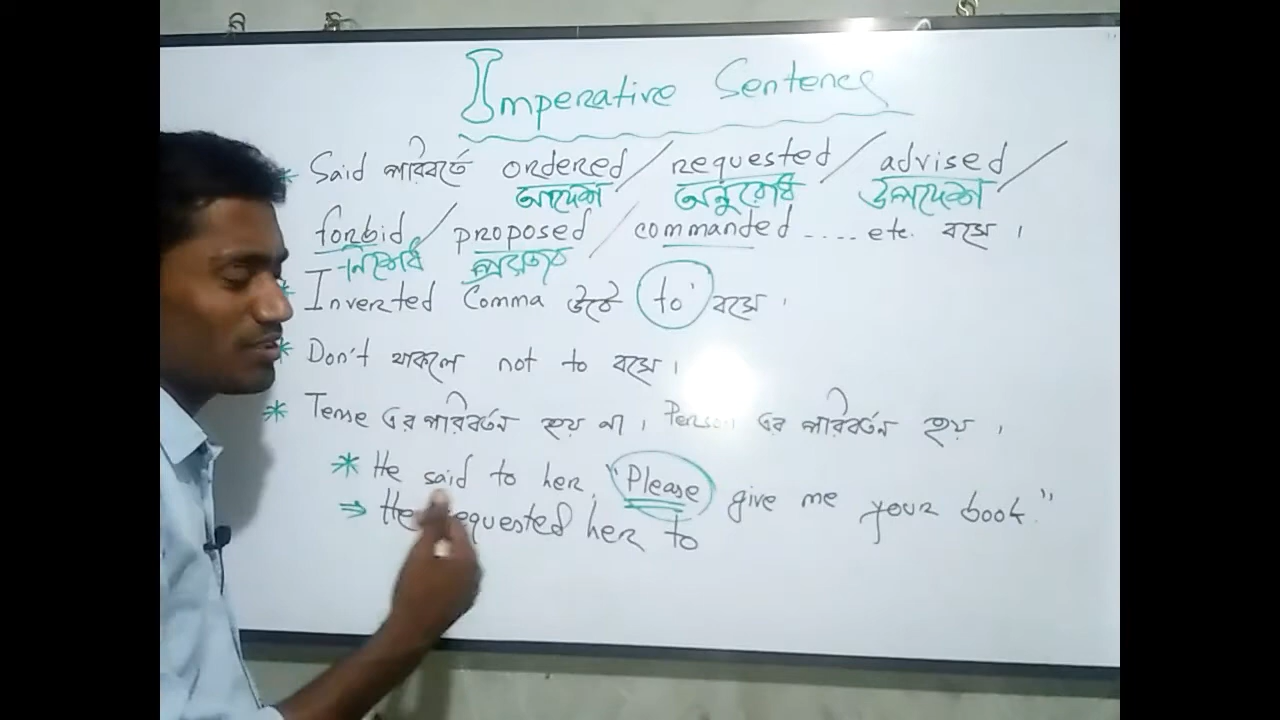 Imperative Sentence
* Said পরিবর্তে ordered / requested / advised /
আদেশ অনুরোধ উপদেশ
forbid / proposed / commanded .... etc. বসে।
নিষেধ প্রস্তাব
* Inverted Comma উঠে 'to' বসে।
* Don't থাকলে not to বসে।
* Tense এর পরিবর্তন হয় না। Person এর পরিবর্তন হয়।
* He said to her, "Please give me your book."
⇒ He requested her to